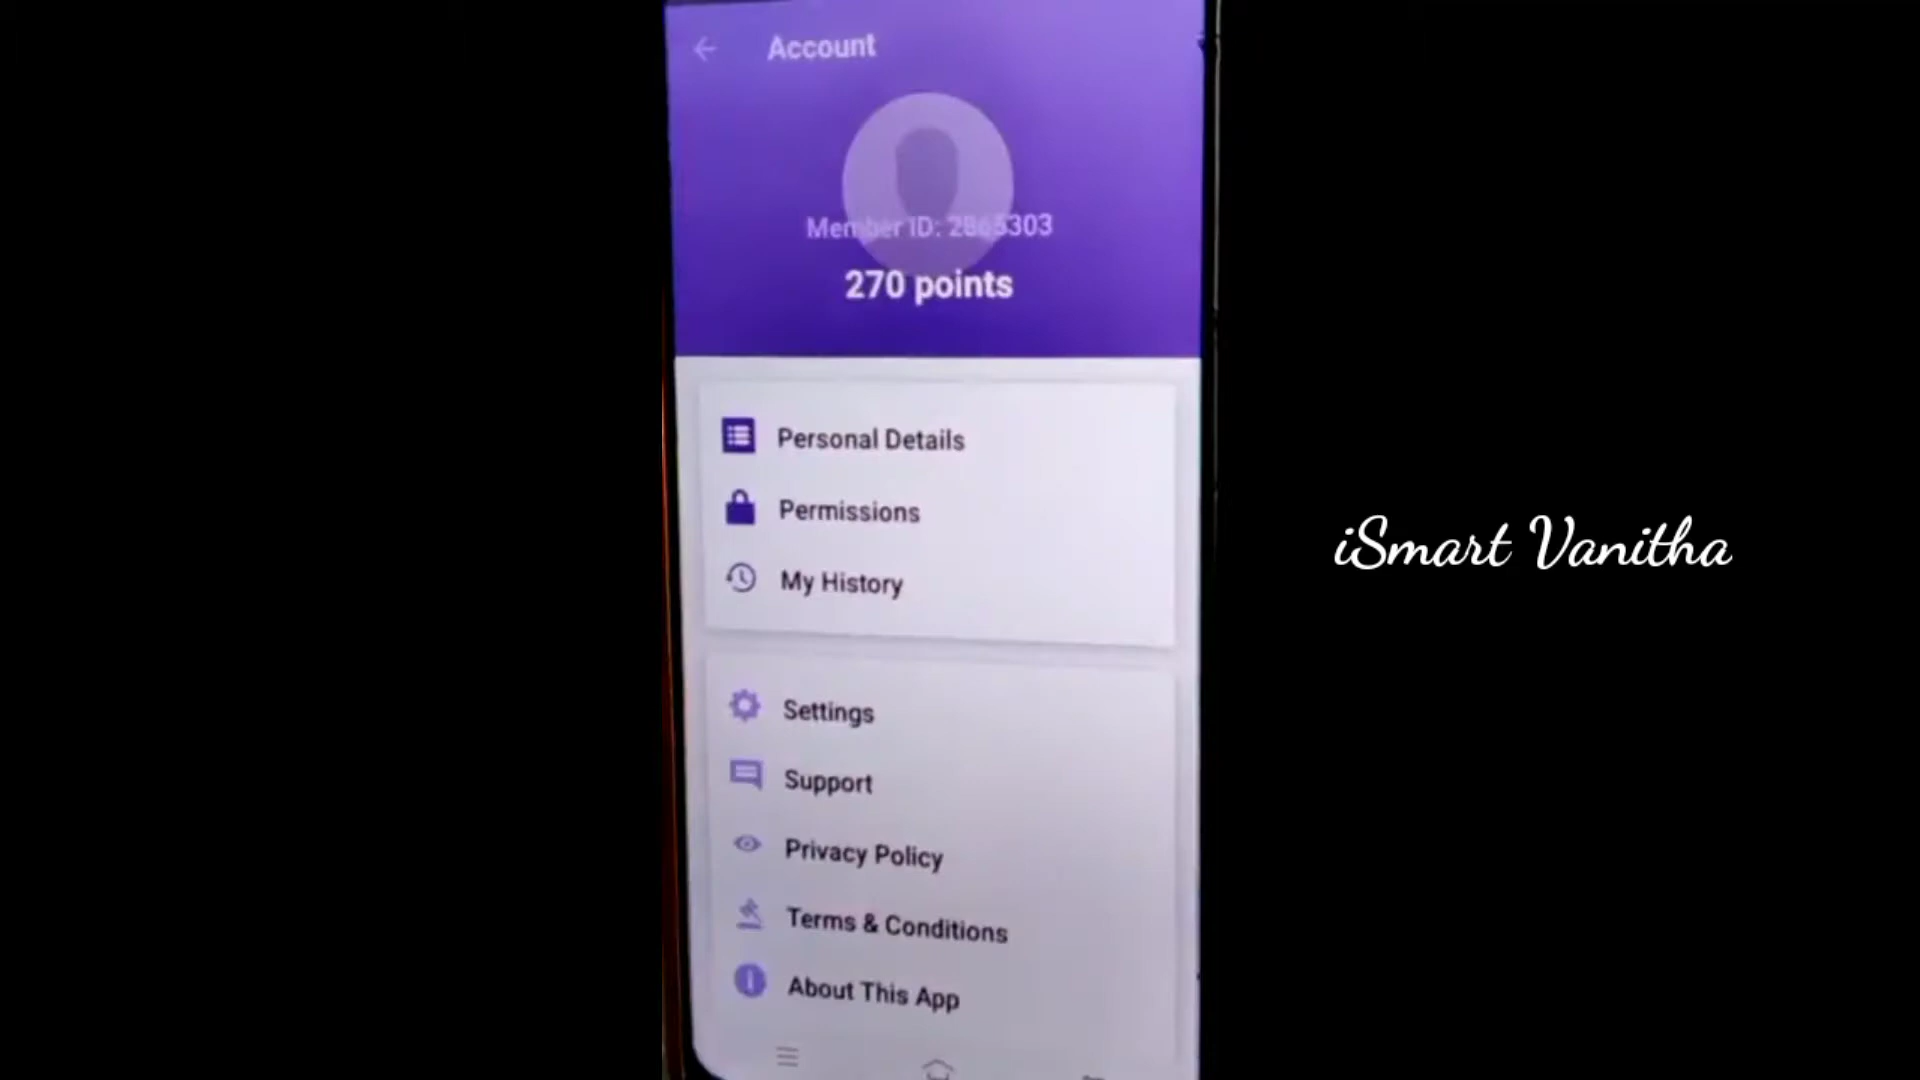 Account
Member ID: 2865303
270 points
Personal Details
Permissions
My History
Settings
Support
Privacy Policy
Terms & Conditions
About This App
iSmart Vanitha